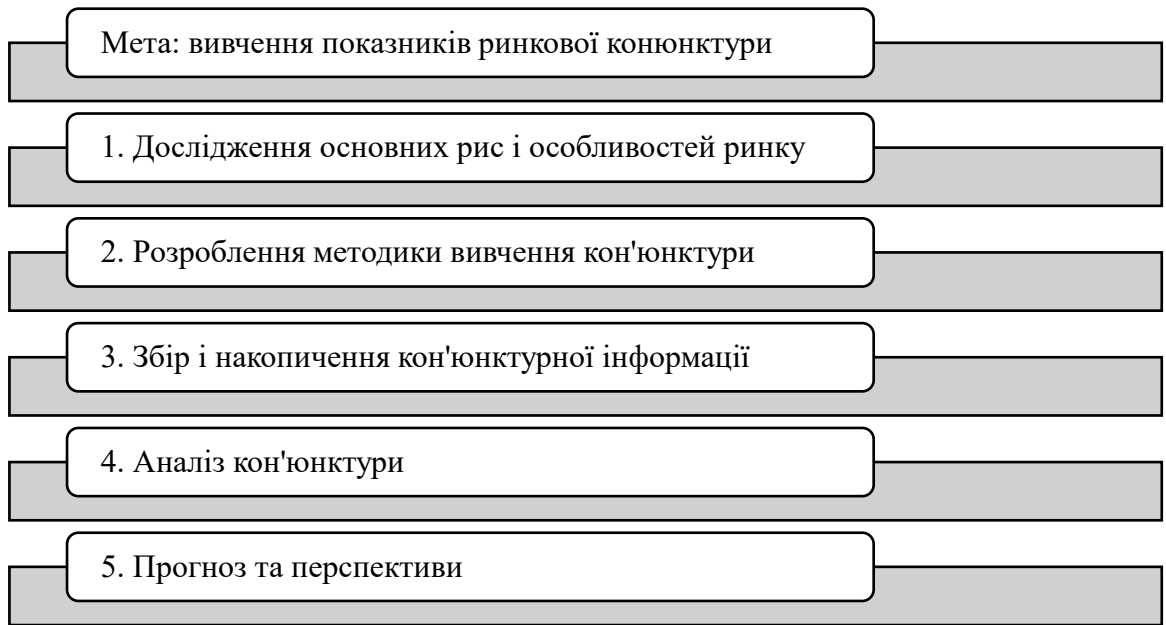 Мета: вивчення показників ринкової конюнктури
1. Дослідження основних рис і особливостей ринку
2. Розроблення методики вивчення кон'юнктури
3. Збір і накопичення кон'юнктурної інформації
4. Аналіз кон'юнктури
5. Прогноз та перспективи